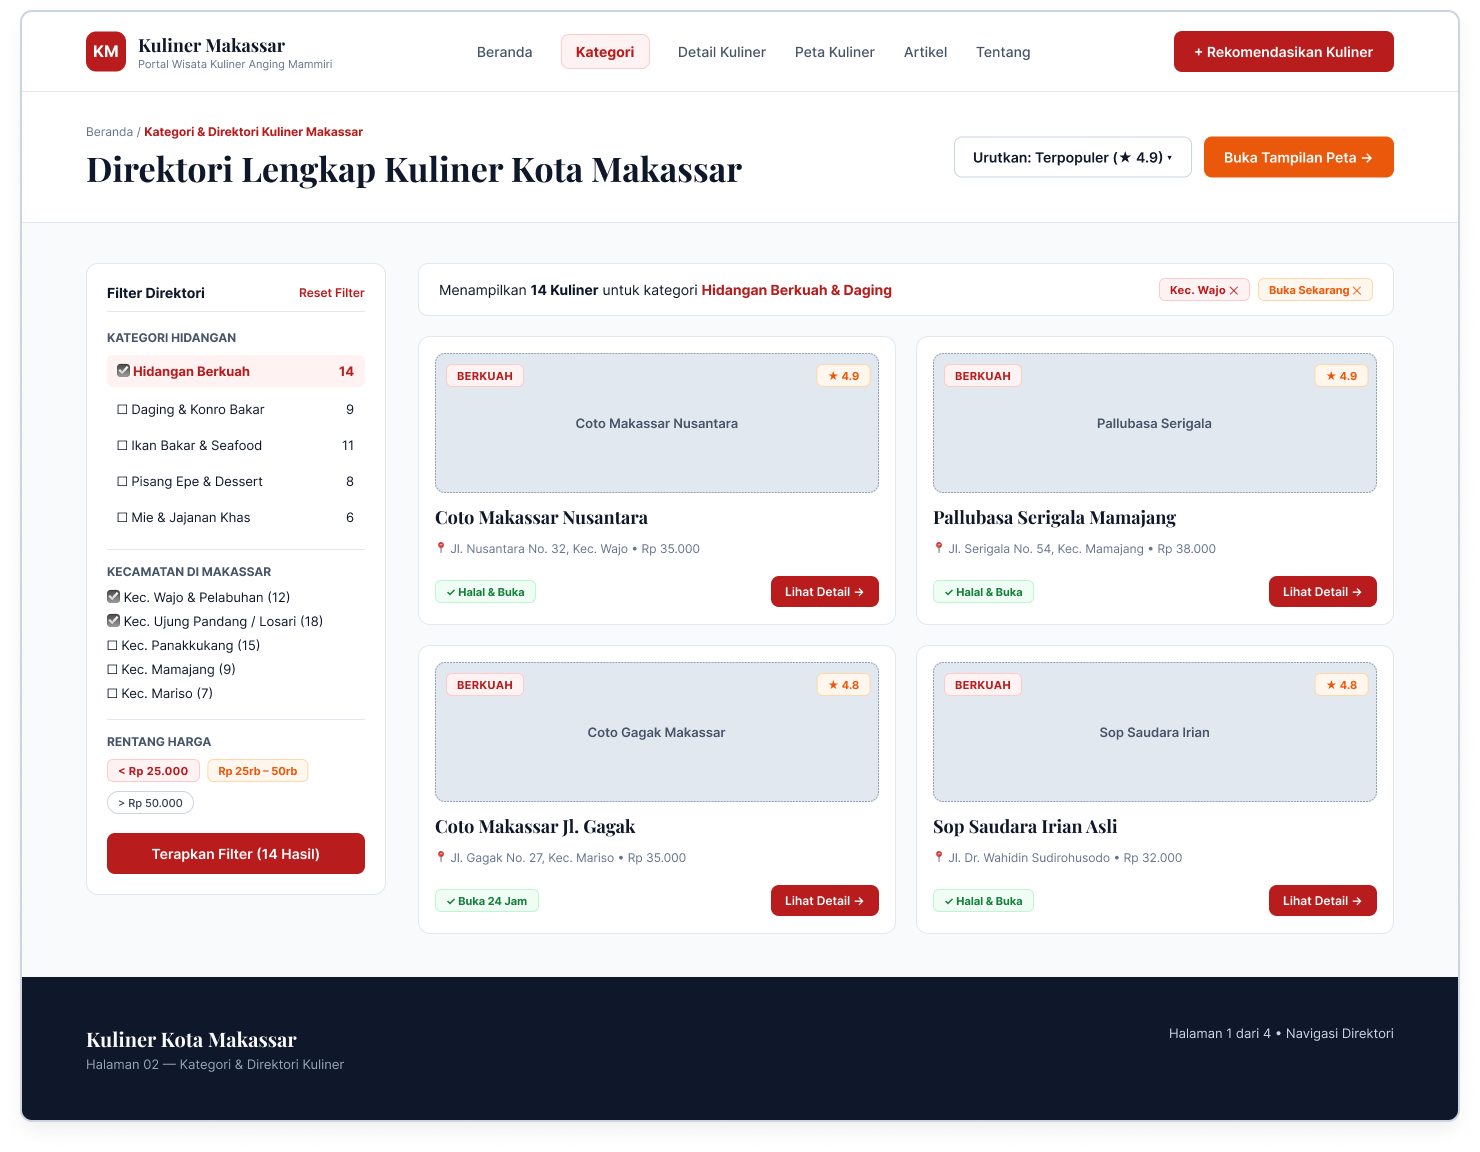 KM
Kuliner Makassar
Portal Wisata Kuliner Anging Mammiri
Beranda
Kategori
Detail Kuliner
Peta Kuliner
Artikel
Tentang
+ Rekomendasikan Kuliner
Beranda / Kategori & Direktori Kuliner Makassar
Direktori Lengkap Kuliner Kota Makassar
Urutkan: Terpopuler (★ 4.9) ▾
Buka Tampilan Peta →
Filter Direktori
Reset Filter
KATEGORI HIDANGAN
☑ Hidangan Berkuah 14
☐ Daging & Konro Bakar 9
☐ Ikan Bakar & Seafood 11
☐ Pisang Epe & Dessert 8
☐ Mie & Jajanan Khas 6
KECAMATAN DI MAKASSAR
☑ Kec. Wajo & Pelabuhan (12)
☑ Kec. Ujung Pandang / Losari (18)
☐ Kec. Panakkukang (15)
☐ Kec. Mamajang (9)
☐ Kec. Mariso (7)
RENTANG HARGA
< Rp 25.000
Rp 25rb – 50rb
> Rp 50.000
Terapkan Filter (14 Hasil)
Menampilkan 14 Kuliner untuk kategori Hidangan Berkuah & Daging
Kec. Wajo ✕
Buka Sekarang ✕
BERKUAH
★ 4.9
Coto Makassar Nusantara
Coto Makassar Nusantara
📍 Jl. Nusantara No. 32, Kec. Wajo • Rp 35.000
✓ Halal & Buka
Lihat Detail →
BERKUAH
★ 4.9
Pallubasa Serigala
Pallubasa Serigala Mamajang
📍 Jl. Serigala No. 54, Kec. Mamajang • Rp 38.000
✓ Halal & Buka
Lihat Detail →
BERKUAH
★ 4.8
Coto Gagak Makassar
Coto Makassar Jl. Gagak
📍 Jl. Gagak No. 27, Kec. Mariso • Rp 35.000
✓ Buka 24 Jam
Lihat Detail →
BERKUAH
★ 4.8
Sop Saudara Irian
Sop Saudara Irian Asli
📍 Jl. Dr. Wahidin Sudirohusodo • Rp 32.000
✓ Halal & Buka
Lihat Detail →
Kuliner Kota Makassar
Halaman 02 — Kategori & Direktori Kuliner
Halaman 1 dari 4 • Navigasi Direktori